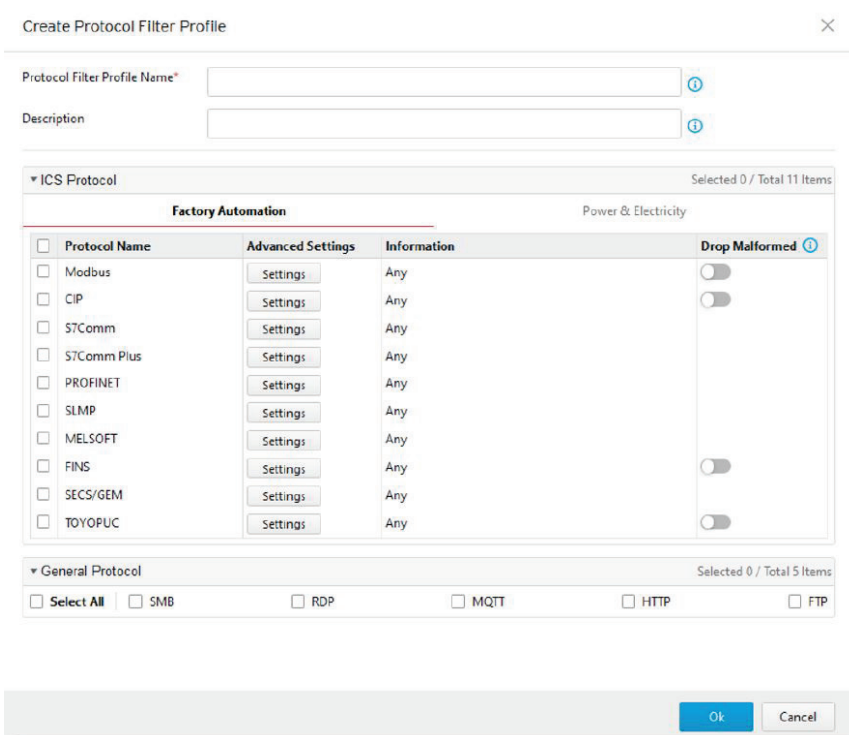 Create Protocol Filter Profile
Protocol Filter Profile Name*
Description
ICS Protocol Selected 0 / Total 11 Items
Factory Automation Power & Electricity
Protocol Name Advanced Settings Information Drop Malformed
Modbus Settings Any
CIP Settings Any
S7Comm Settings Any
S7Comm Plus Settings Any
PROFINET Settings Any
SLMP Settings Any
MELSOFT Settings Any
FINS Settings Any
SECS/GEM Settings Any
TOYOPUC Settings Any
General Protocol Selected 0 / Total 5 Items
Select All SMB RDP MQTT HTTP FTP
Ok Cancel